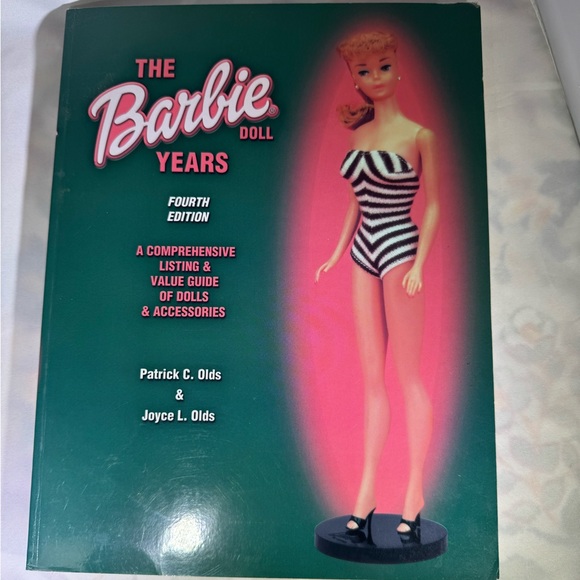 THE
Barbie®
DOLL
YEARS
FOURTH
EDITION
A COMPREHENSIVE
LISTING &
VALUE GUIDE
OF DOLLS
& ACCESSORIES
Patrick C. Olds
&
Joyce L. Olds